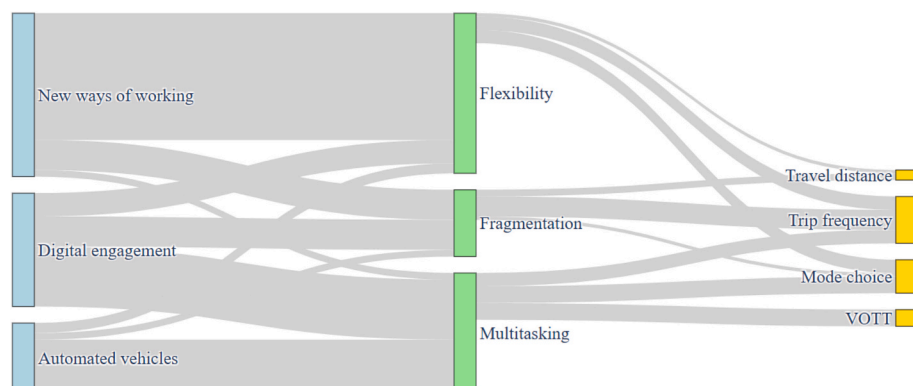 New ways of working
Digital engagement
Automated vehicles
Flexibility
Fragmentation
Multitasking
Travel distance
Trip frequency
Mode choice
VOTT